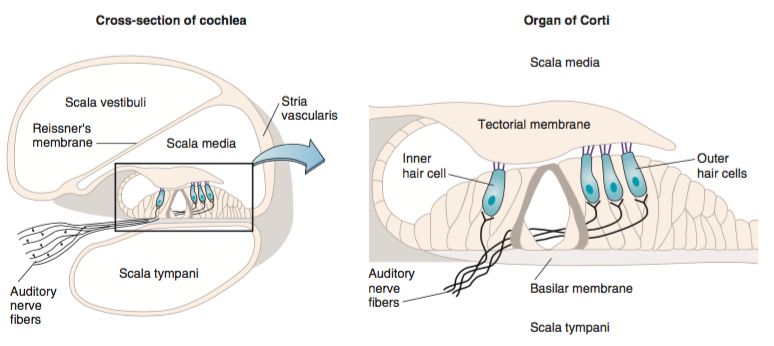 Cross-section of cochlea
Scala vestibuli
Reissner's
membrane
Scala media
Stria
vascularis
Scala tympani
Auditory
nerve
fibers
Organ of Corti
Scala media
Tectorial membrane
Inner
hair cell
Outer
hair cells
Auditory
nerve
fibers
Basilar membrane
Scala tympani